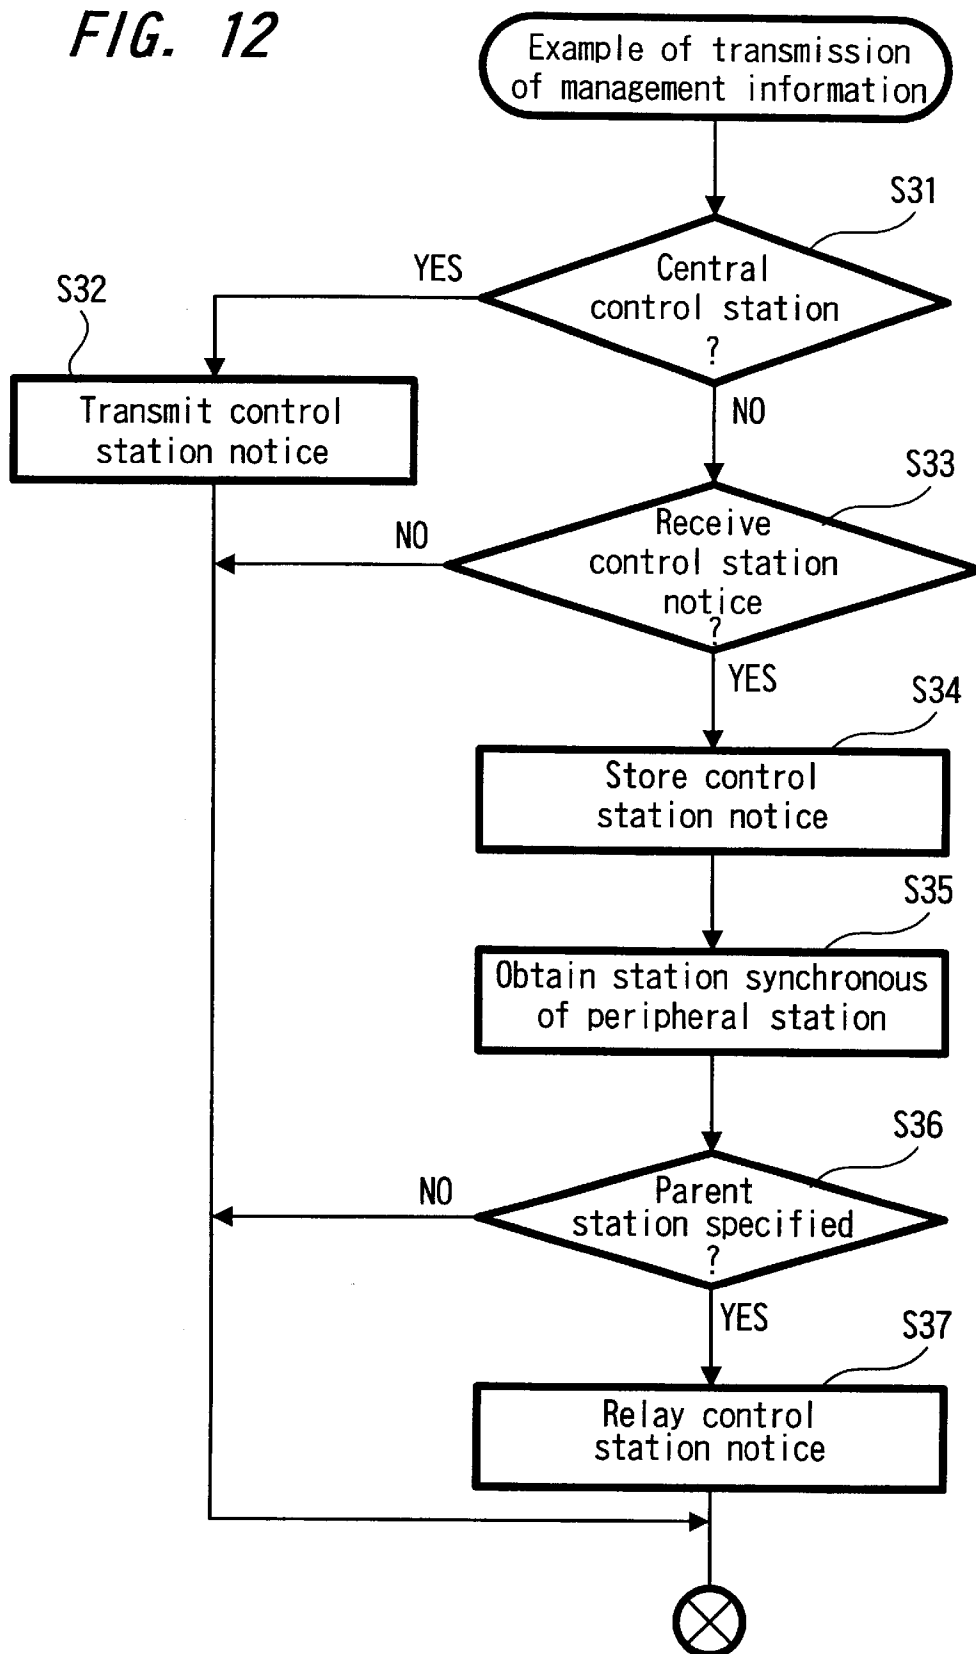 FIG. 12
Example of transmission
of management information
S31
Central
control station
?
YES
S32
Transmit control
station notice
NO
S33
Receive
control station
notice
?
NO
YES
S34
Store control
station notice
S35
Obtain station synchronous
of peripheral station
S36
Parent
station specified
?
NO
YES
S37
Relay control
station notice